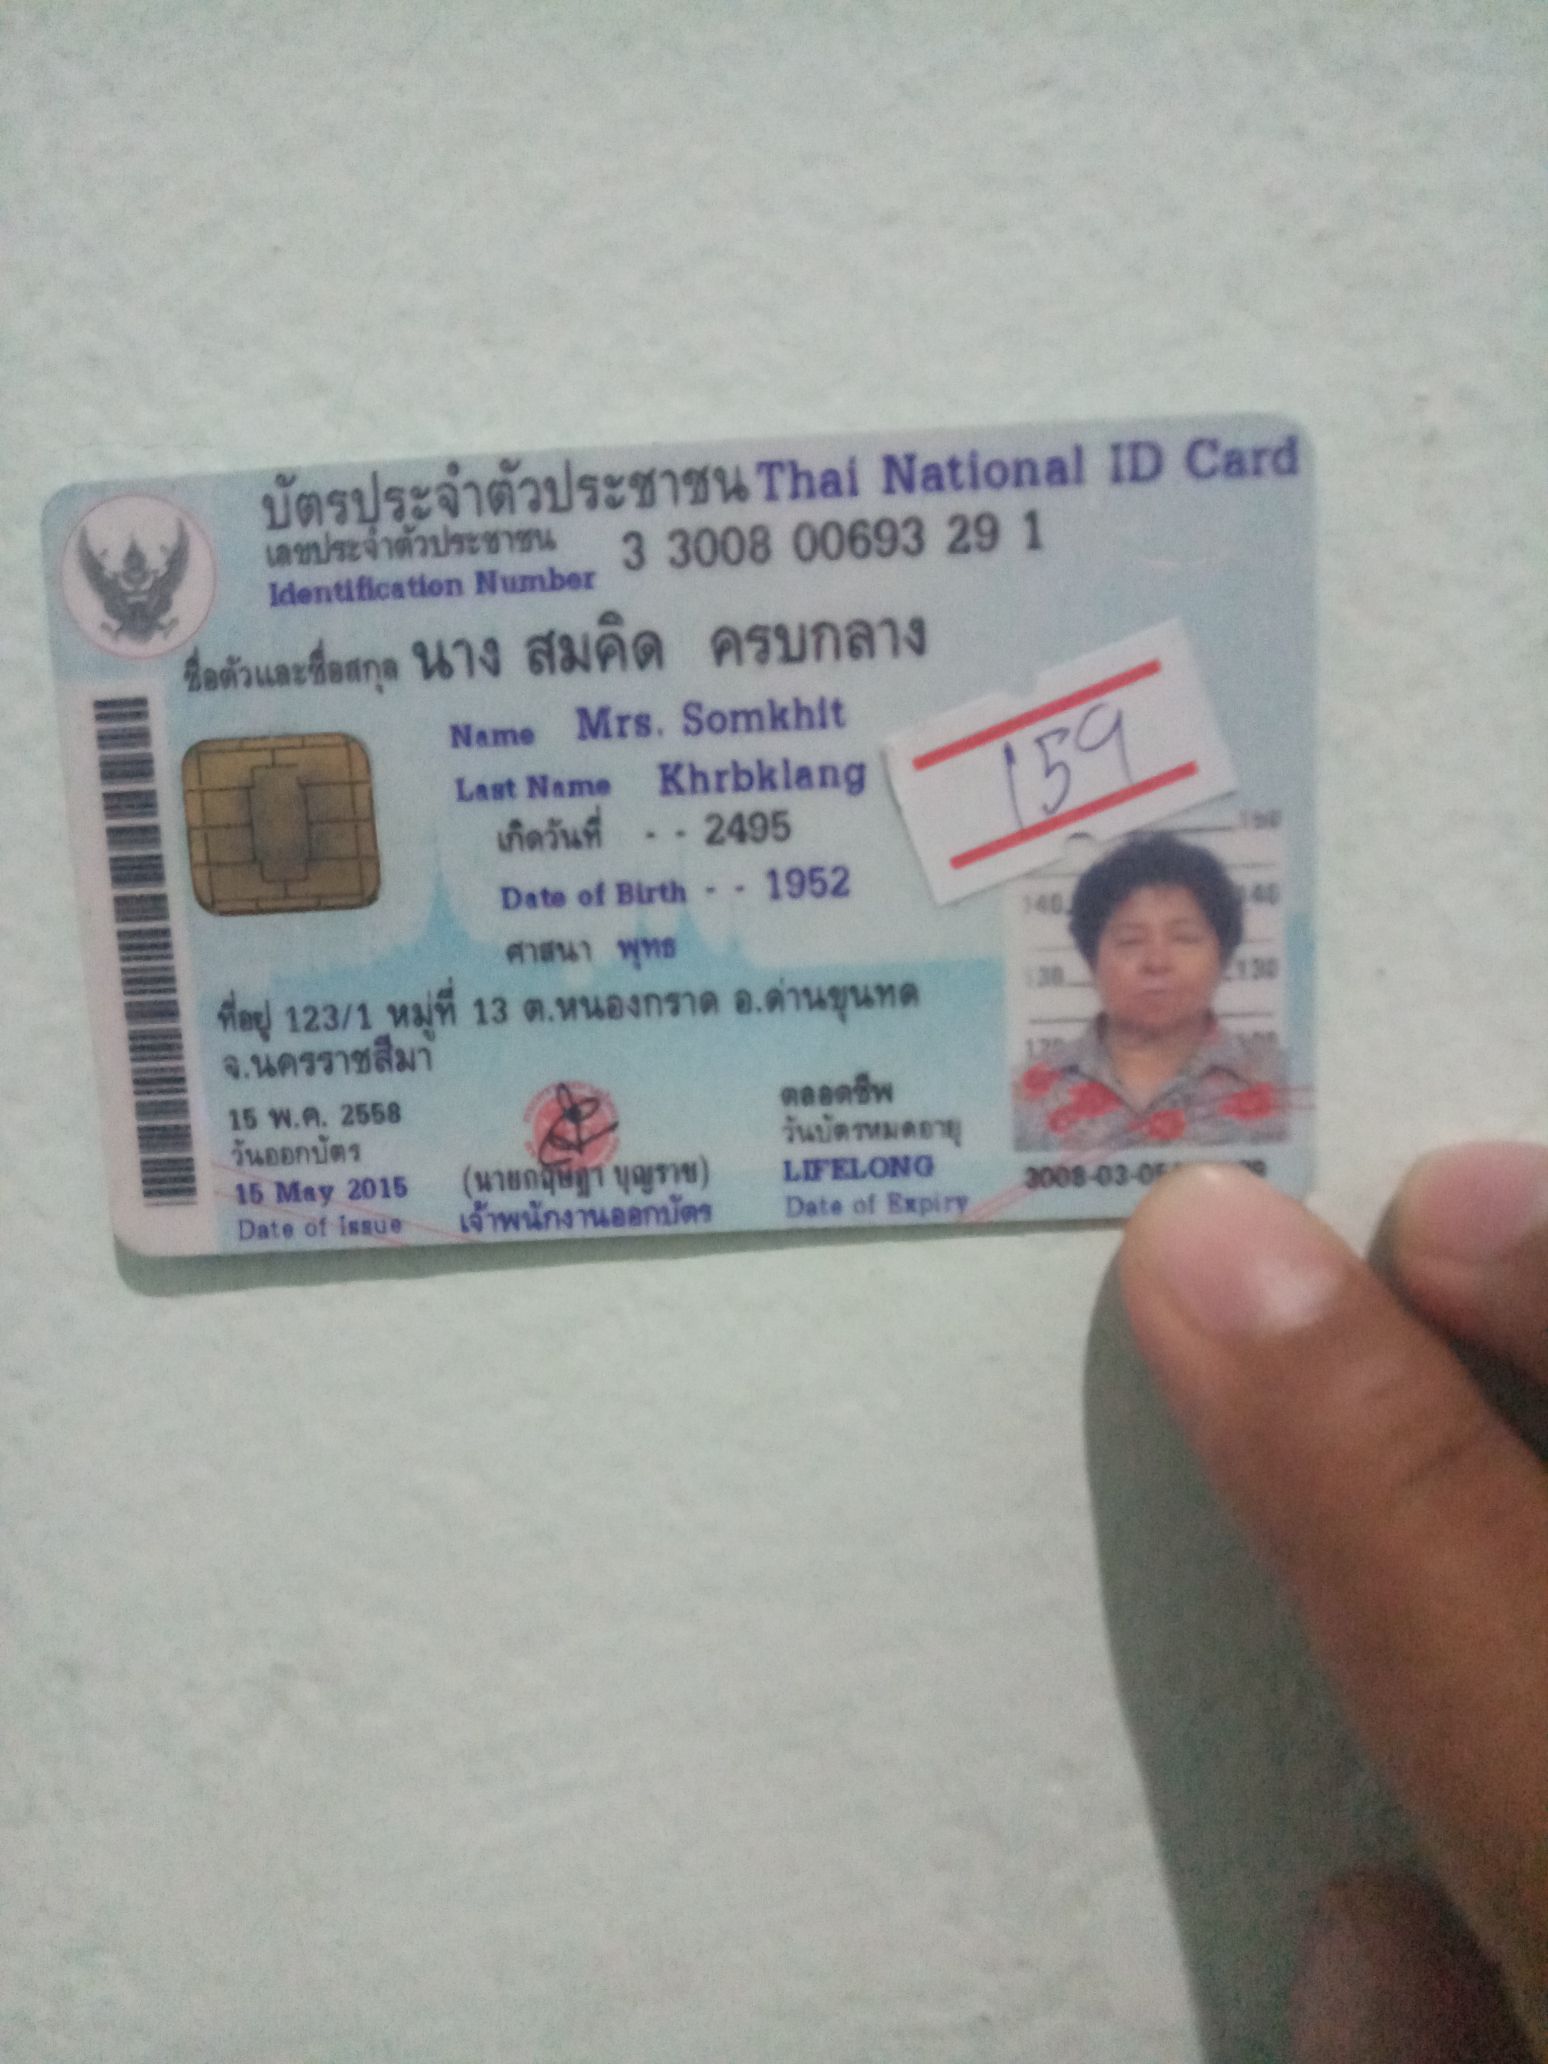 บัตรประจำตัวประชาชน Thai National ID Card
เลขประจำตัวประชาชน 3 3008 00693 29 1
Identification Number
ชื่อตัวและชื่อสกุล นาง สมคิด ครบกลาง
Name Mrs. Somkhit
Last Name Khrbklang
159
เกิดวันที่ - - 2495
Date of Birth - - 1952
ศาสนา พุทธ
ที่อยู่ 123/1 หมู่ที่ 13 ต.หนองกราด อ.ด่านขุนทด
จ.นครราชสีมา
15 พ.ค. 2558
วันออกบัตร
15 May 2015
Date of Issue
(นายกฤษฎา บุญราช)
เจ้าพนักงานออกบัตร
ตลอดชีพ
วันบัตรหมดอายุ
LIFELONG
Date of Expiry
3008-03-0